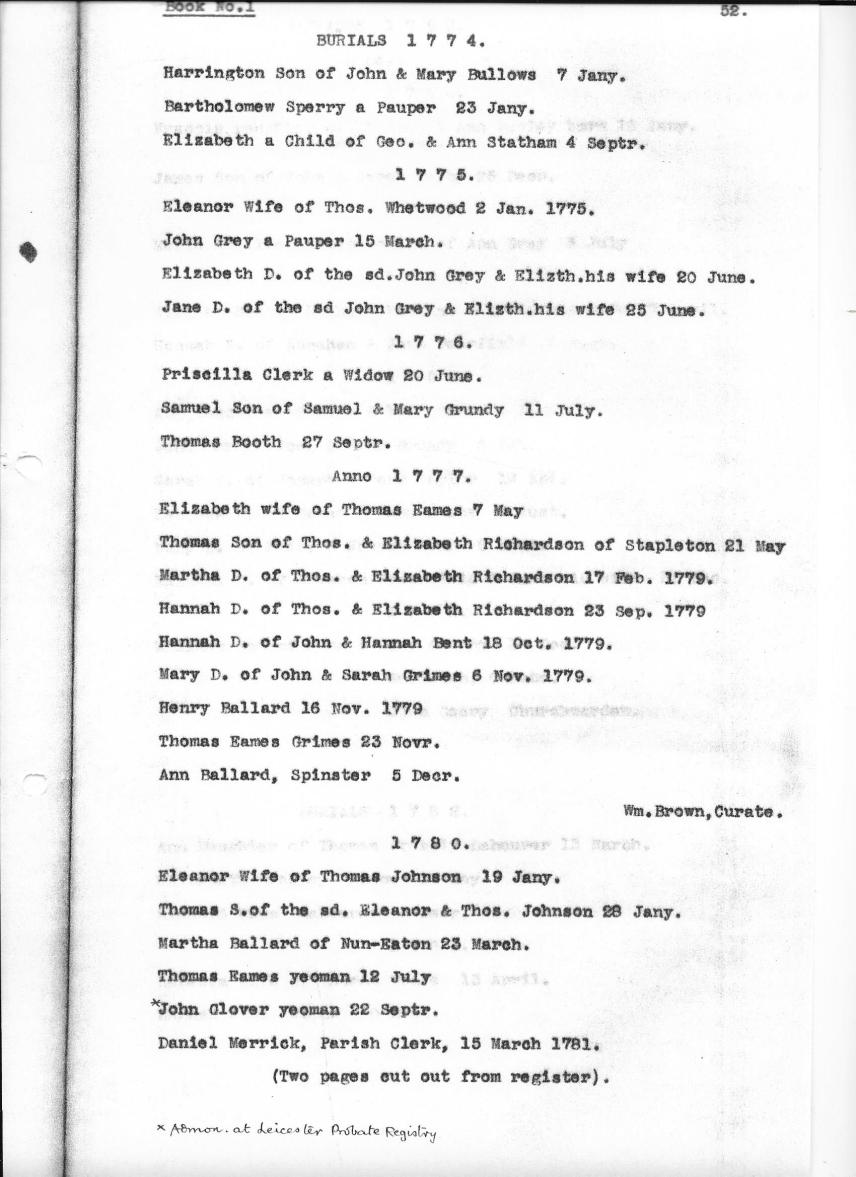 Book No.1 52.
BURIALS 1 7 7 4.
Harrington Son of John & Mary Bullows 7 Jany.
Bartholomew Sperry a Pauper 23 Jany.
Elizabeth a Child of Geo. & Ann Statham 4 Septr.
1 7 7 5.
Eleanor Wife of Thos. Whetwood 2 Jan. 1775.
John Grey a Pauper 15 March.
Elizabeth D. of the sd.John Grey & Elizth.his wife 20 June.
Jane D. of the sd John Grey & Elizth.his wife 25 June.
1 7 7 6.
Priscilla Clerk a Widow 20 June.
Samuel Son of Samuel & Mary Grundy 11 July.
Thomas Booth 27 Septr.
Anno 1 7 7 7.
Elizabeth wife of Thomas Eames 7 May
Thomas Son of Thos. & Elizabeth Richardson of Stapleton 21 May
Martha D. of Thos. & Elizabeth Richardson 17 Feb. 1779.
Hannah D. of Thos. & Elizabeth Richardson 23 Sep. 1779
Hannah D. of John & Hannah Bent 18 Oct. 1779.
Mary D. of John & Sarah Grimes 6 Nov. 1779.
Henry Ballard 16 Nov. 1779
Thomas Eames Grimes 23 Novr.
Ann Ballard, Spinster 5 Decr.
Wm.Brown,Curate.
1 7 8 0.
Eleanor Wife of Thomas Johnson 19 Jany.
Thomas S.of the sd. Eleanor & Thos. Johnson 28 Jany.
Martha Ballard of Nun-Eaton 23 March.
Thomas Eames yeoman 12 July
*John Glover yeoman 22 Septr.
Daniel Merrick, Parish Clerk, 15 March 1781.
(Two pages cut out from register).
* Admon. at Leicester Probate Registry